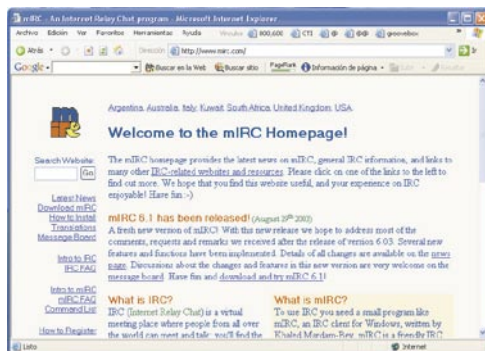 mIRC - An Internet Relay Chat program - Microsoft Internet Explorer
Archivo Edición Ver Favoritos Herramientas Ayuda Vínculos 800,600 CTI groovebox
Atrás Dirección http://www.mirc.com/ Ir
Google Buscar en la Web Buscar sitio PageRank Información de página
Argentina, Australia, Italy, Kuwait, South Africa, United Kingdom, USA
mirc
Welcome to the mIRC Homepage!
Search Website:
Go
Latest News
Download mIRC
How to Install
Translations
Message Board
Intro to IRC
IRC FAQ
Intro to mIRC
mIRC FAQ
Command List
How to Register
The mIRC homepage provides the latest news on mIRC, general IRC information, and links to
many other IRC-related websites and resources. Please click on one of the links to the left to
find out more. We hope that you find this website useful, and your experience on IRC
enjoyable! Have fun :-)
mIRC 6.1 has been released! (August 29th 2003)
A fresh new version of mIRC! With this new release we hope to address most of the
comments, requests and remarks we received after the release of version 6.03. Several new
features and functions have been implemented. Details of all changes are available on the news
page. Discussions about the changes and features in this new version are very welcome on the
message board. Have fun and download and try mIRC 6.1!
What is IRC?
IRC (Internet Relay Chat) is a virtual
meeting place where people from all over
the world can meet and talk; you'll find the
What is mIRC?
To use IRC you need a small program like
mIRC, an IRC client for Windows, written by
Khaled Mardam-Bey. mIRC is a friendly IRC
Listo Internet